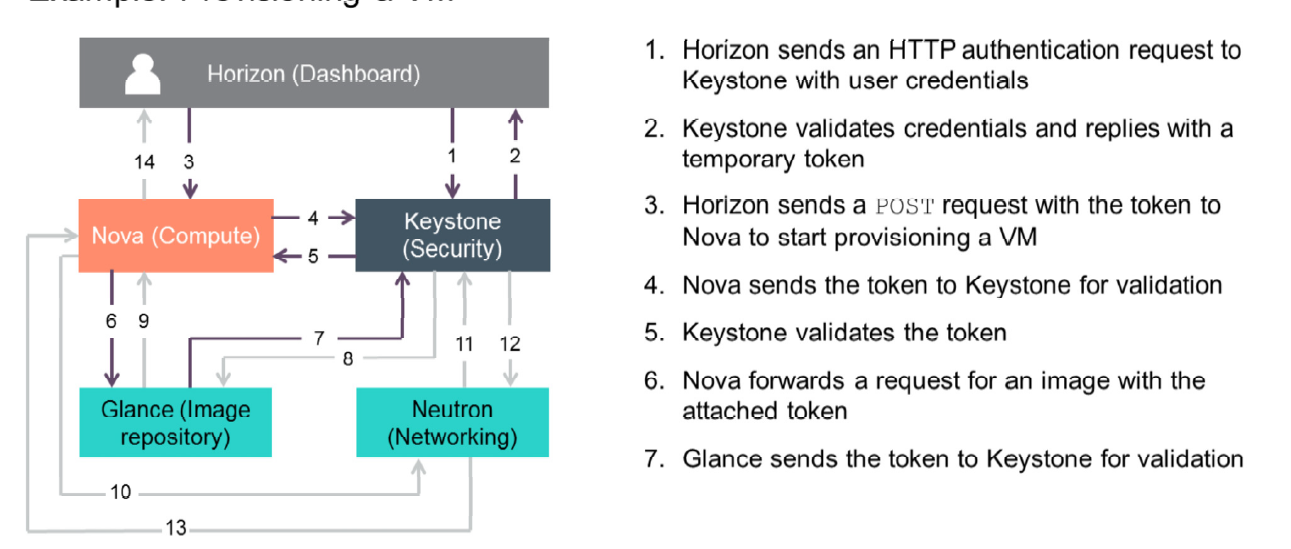 Example: Provisioning a VM
Horizon (Dashboard)
14
3
1
2
Nova (Compute)
4
5
Keystone
(Security)
6
9
7
8
11
12
Glance (Image
repository)
Neutron
(Networking)
10
13
1. Horizon sends an HTTP authentication request to
Keystone with user credentials
2. Keystone validates credentials and replies with a
temporary token
3. Horizon sends a POST request with the token to
Nova to start provisioning a VM
4. Nova sends the token to Keystone for validation
5. Keystone validates the token
6. Nova forwards a request for an image with the
attached token
7. Glance sends the token to Keystone for validation